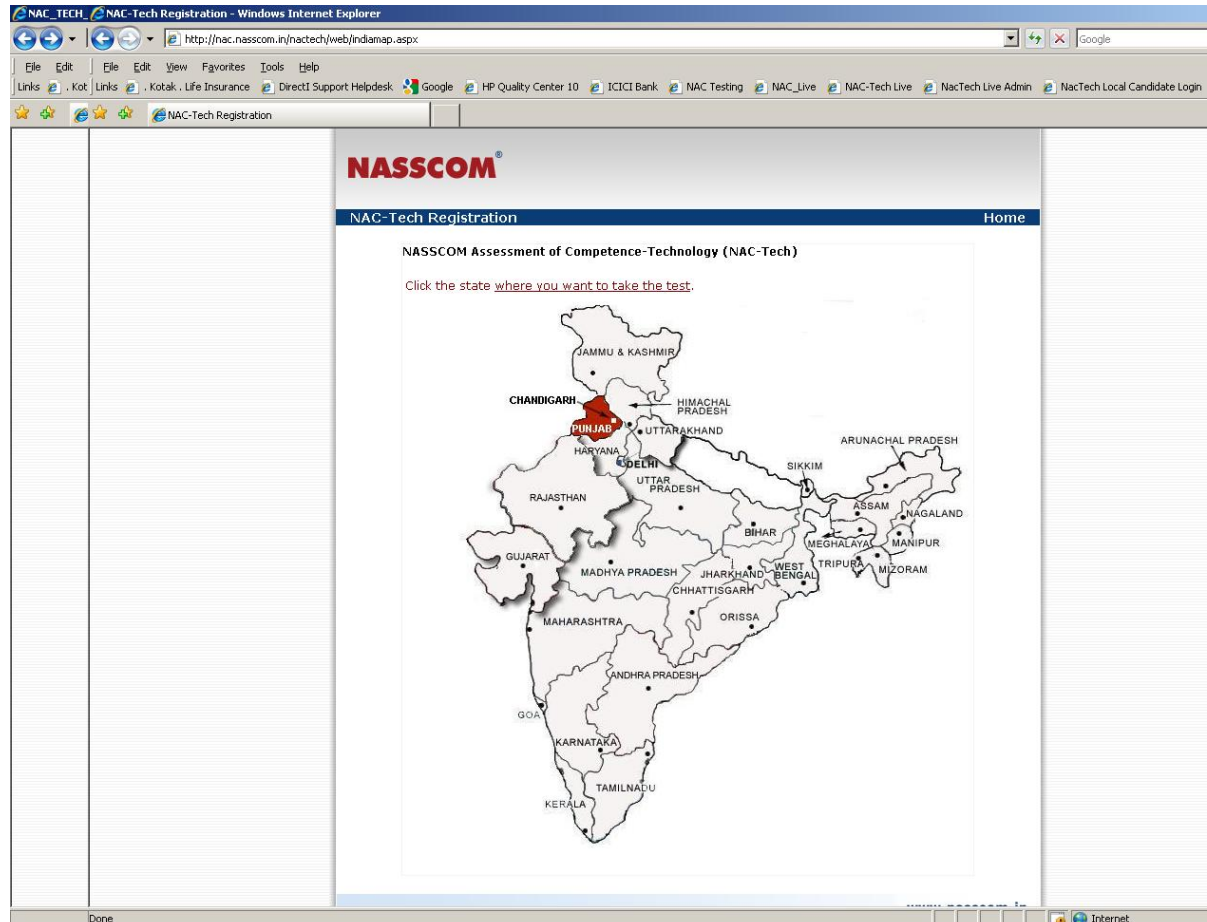 NAC_TECH_ NAC-Tech Registration - Windows Internet Explorer
http://nac.nasscom.in/nactech/web/indiamap.aspx
Google
File Edit File Edit View Favorites Tools Help
Links . Kot Links . Kotak . Life Insurance DirectI Support Helpdesk Google HP Quality Center 10 ICICI Bank NAC Testing NAC_Live NAC-Tech Live NacTech Live Admin NacTech Local Candidate Login
NAC-Tech Registration
NASSCOM®
NAC-Tech Registration Home
NASSCOM Assessment of Competence-Technology (NAC-Tech)
Click the state where you want to take the test.
JAMMU & KASHMIR
CHANDIGARH
HIMACHAL
PRADESH
PUNJAB
UTTARAKHAND
HARYANA
ARUNACHAL PRADESH
DELHI
SIKKIM
UTTAR
PRADESH
RAJASTHAN
ASSAM
NAGALAND
BIHAR
MEGHALAYA
MANIPUR
GUJARAT
MADHYA PRADESH
JHARKHAND
WEST
BENGAL
TRIPURA
MIZORAM
CHHATTISGARH
ORISSA
MAHARASHTRA
ANDHRA PRADESH
GOA
KARNATAKA
TAMILNADU
KERALA
www.nasscom.in
Done Internet